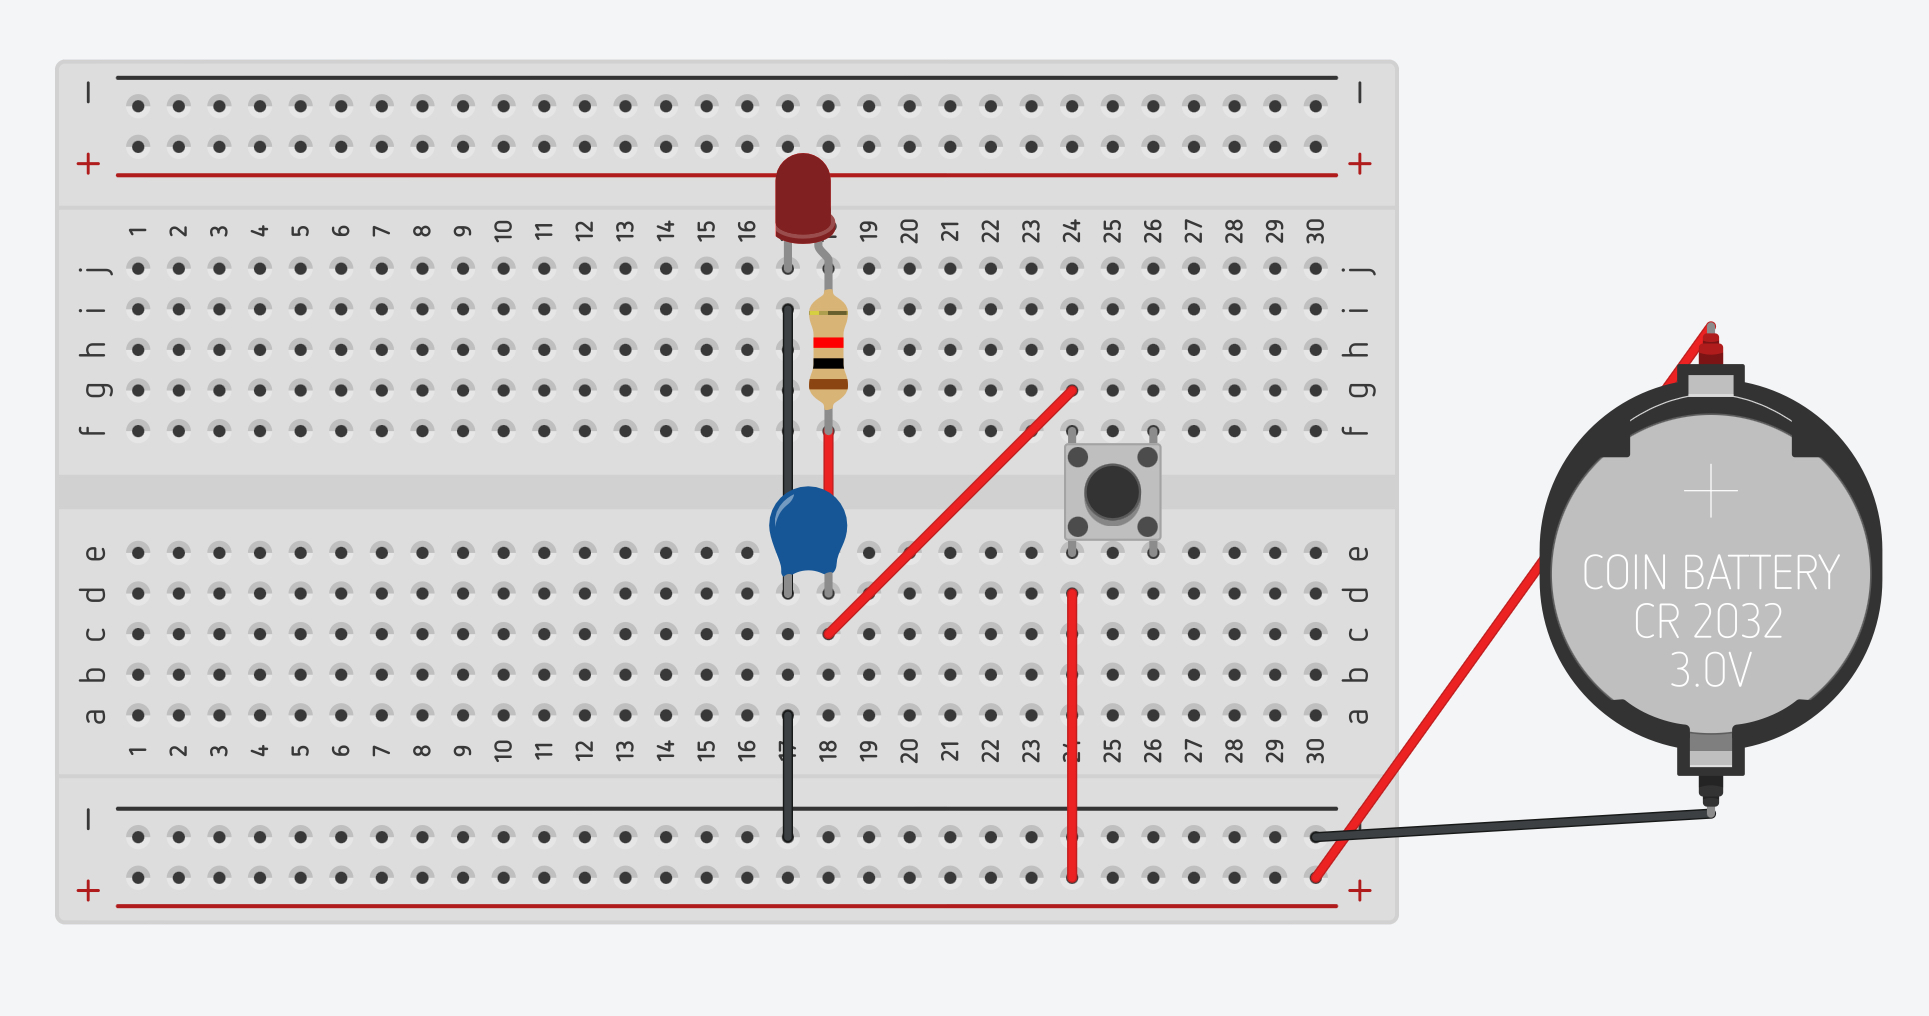 − −
+ +
1 2 3 4 5 6 7 8 9 10 11 12 13 14 15 16 19 20 21 22 23 24 25 26 27 28 29 30
j j
i i
h h
g g
f f
e e
d d
c c
b b
a a
1 2 3 4 5 6 7 8 9 10 11 12 13 14 15 16 17 18 19 20 21 22 23 24 25 26 27 28 29 30
−
+ +
COIN BATTERY
CR 2032
3.0V